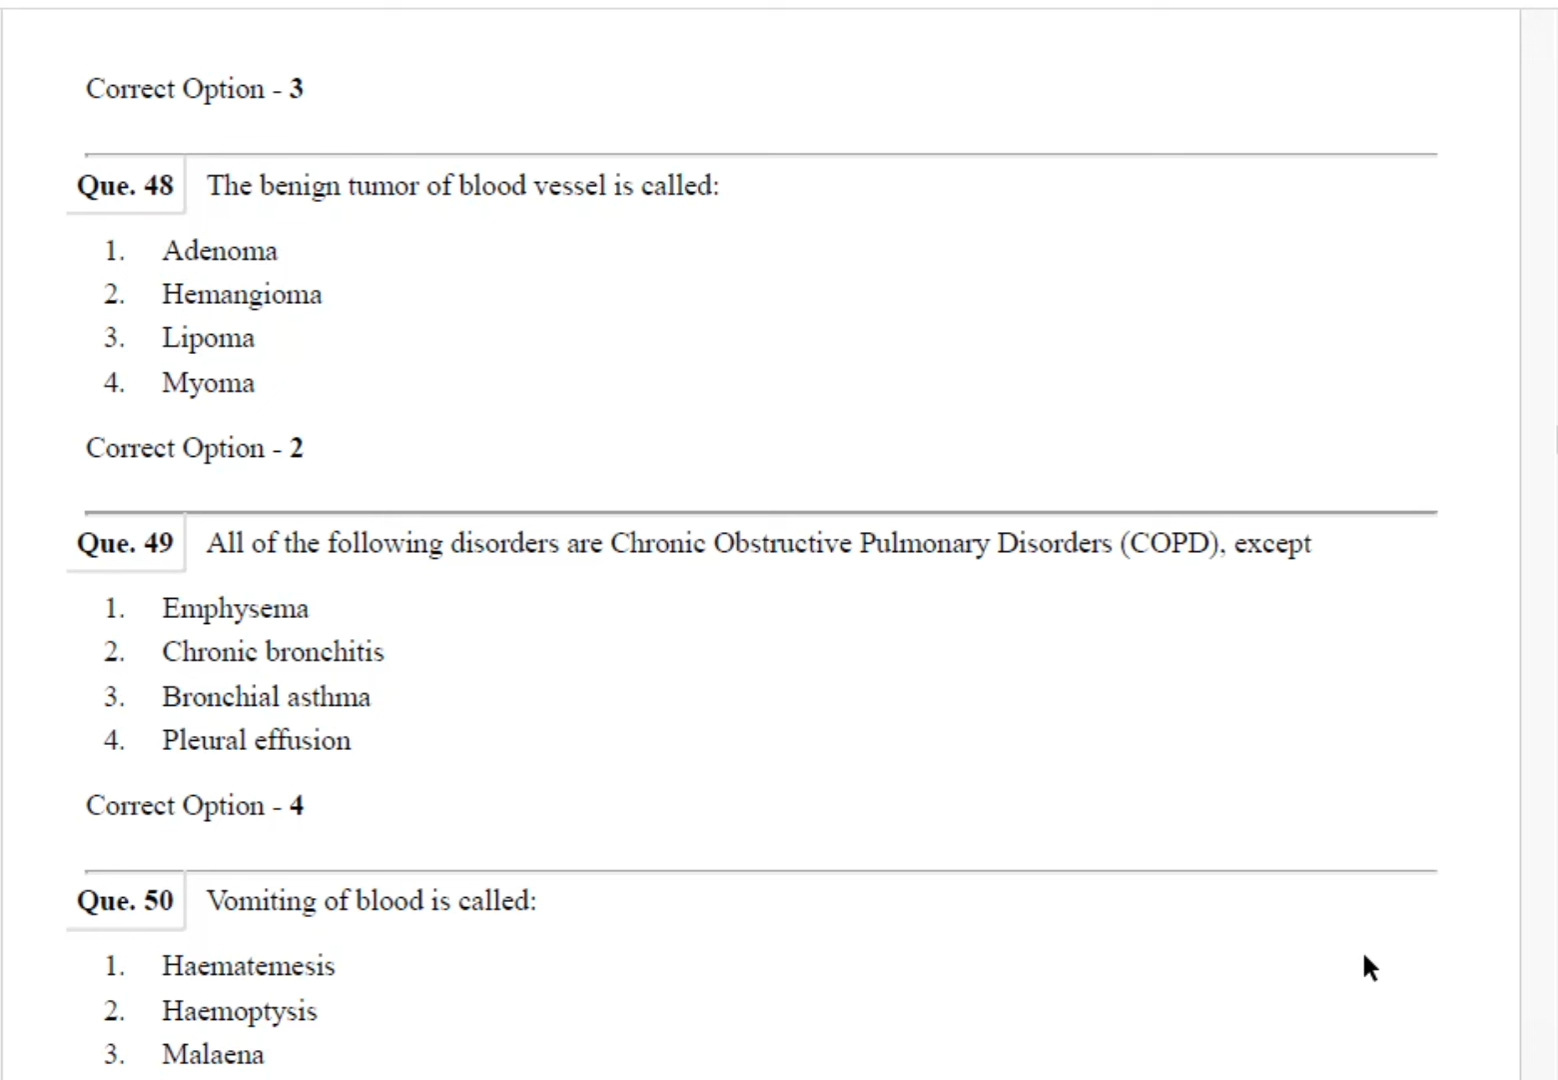 Correct Option - 3
Que. 48 The benign tumor of blood vessel is called:
1. Adenoma
2. Hemangioma
3. Lipoma
4. Myoma
Correct Option - 2
Que. 49 All of the following disorders are Chronic Obstructive Pulmonary Disorders (COPD), except
1. Emphysema
2. Chronic bronchitis
3. Bronchial asthma
4. Pleural effusion
Correct Option - 4
Que. 50 Vomiting of blood is called:
1. Haematemesis
2. Haemoptysis
3. Malaena